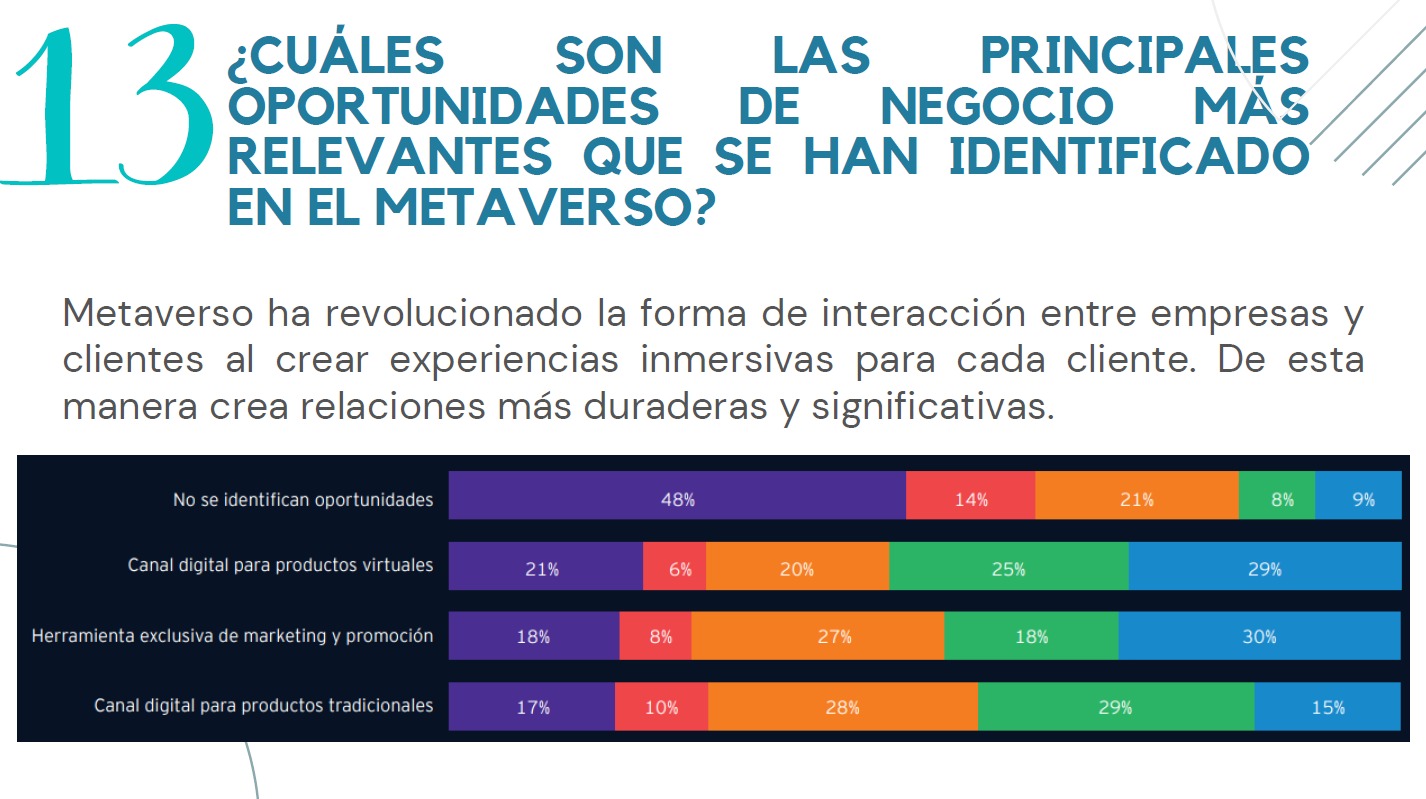 13
¿CUÁLES SON LAS PRINCIPALES
OPORTUNIDADES DE NEGOCIO MÁS
RELEVANTES QUE SE HAN IDENTIFICADO
EN EL METAVERSO?
Metaverso ha revolucionado la forma de interacción entre empresas y
clientes al crear experiencias inmersivas para cada cliente. De esta
manera crea relaciones más duraderas y significativas.
No se identifican oportunidades 48% 14% 21% 8% 9%
Canal digital para productos virtuales 21% 6% 20% 25% 29%
Herramienta exclusiva de marketing y promoción 18% 8% 27% 18% 30%
Canal digital para productos tradicionales 17% 10% 28% 29% 15%